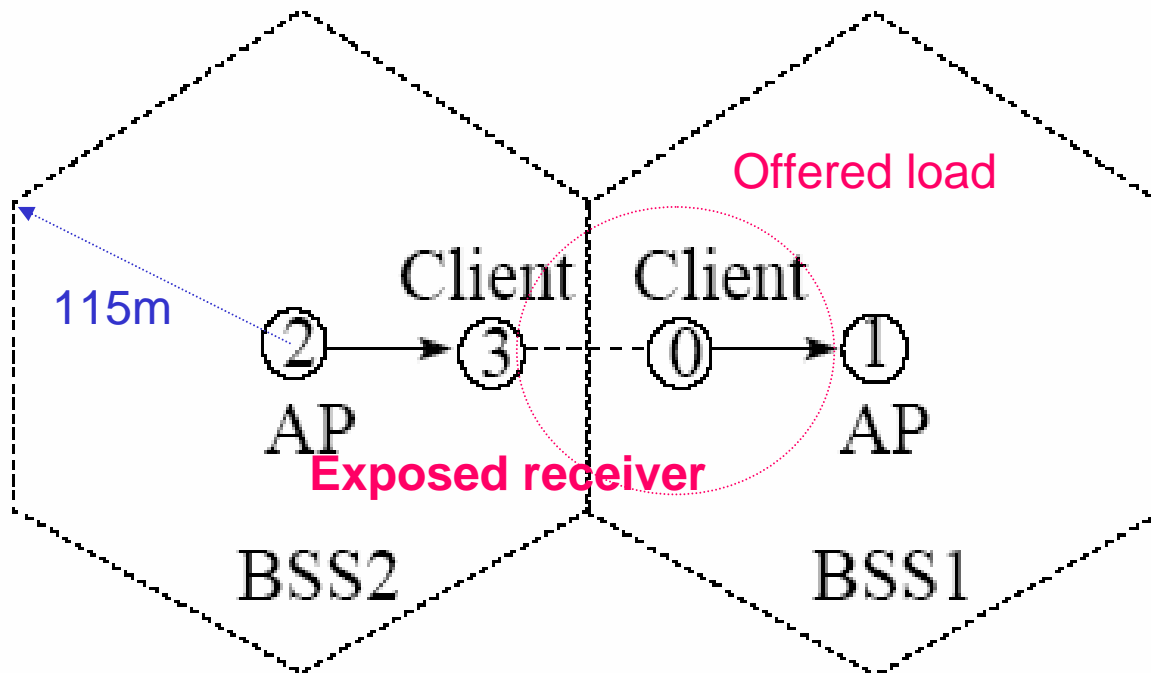 Offered load
Client
Client
115m
2
3
0
1
AP
AP
Exposed receiver
BSS2
BSS1